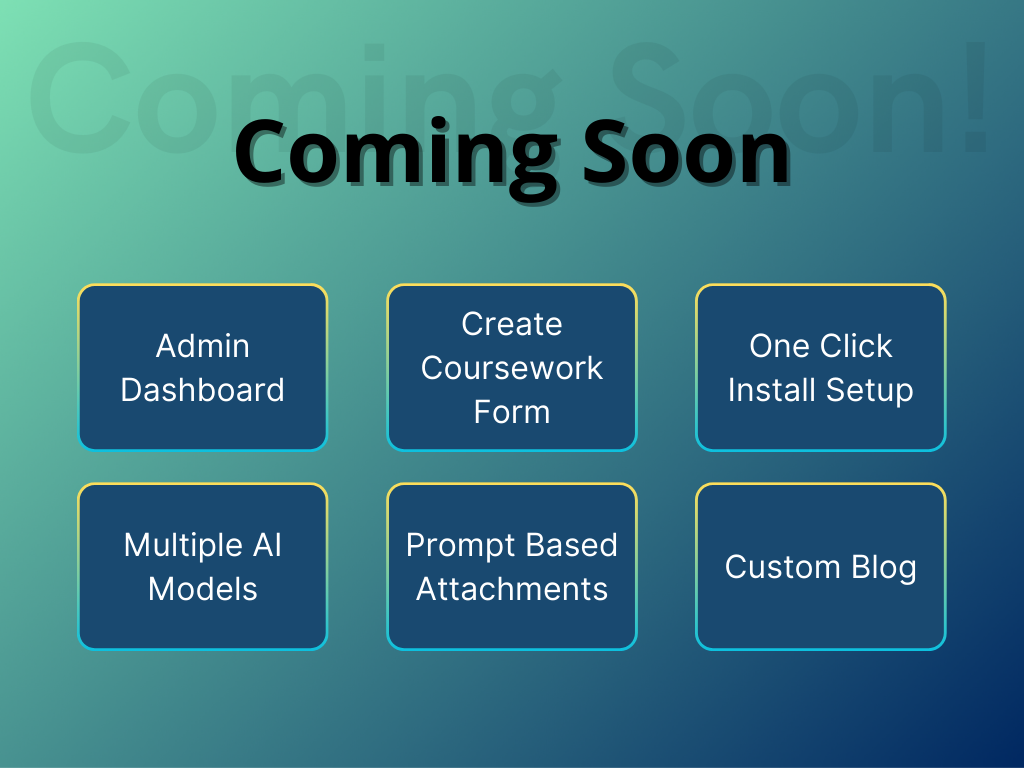 Coming Soon!
Coming Soon
Admin
Dashboard
Create
Coursework
Form
One Click
Install Setup
Multiple AI
Models
Prompt Based
Attachments
Custom Blog